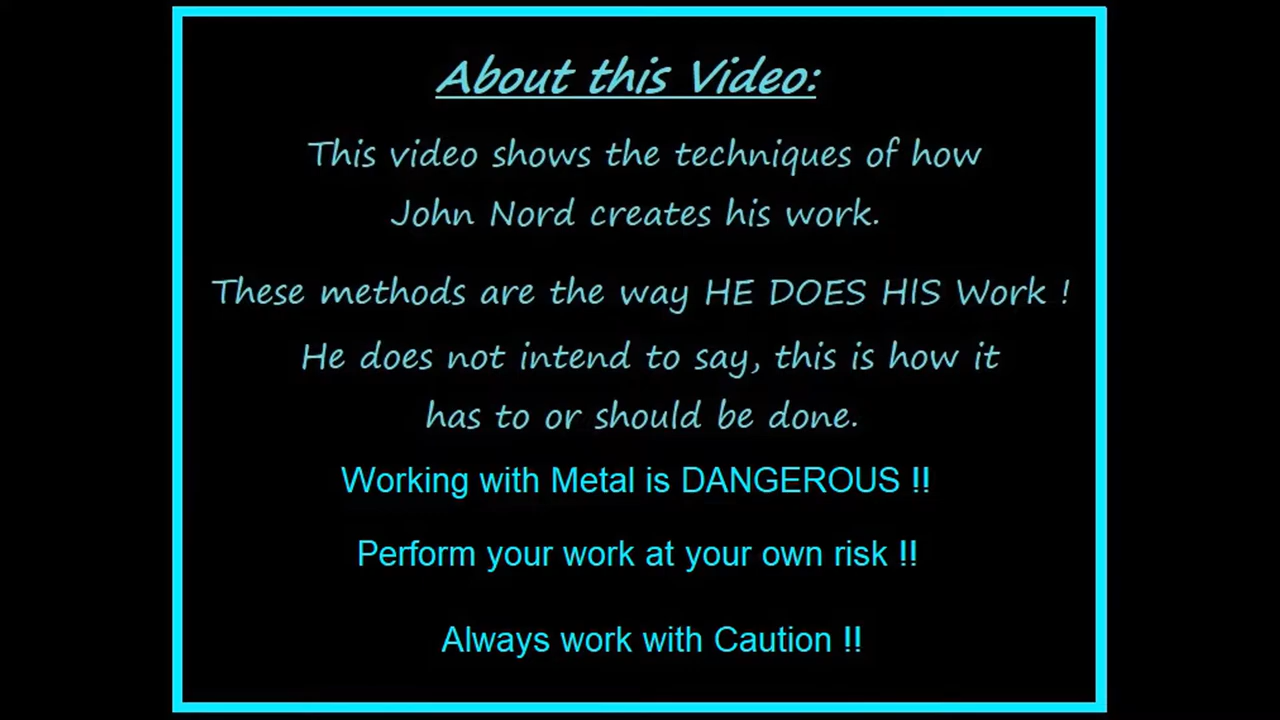 About this Video:
This video shows the techniques of how
John Nord creates his work.
These methods are the way HE DOES HIS Work !
He does not intend to say, this is how it
has to or should be done.
Working with Metal is DANGEROUS !!
Perform your work at your own risk !!
Always work with Caution !!